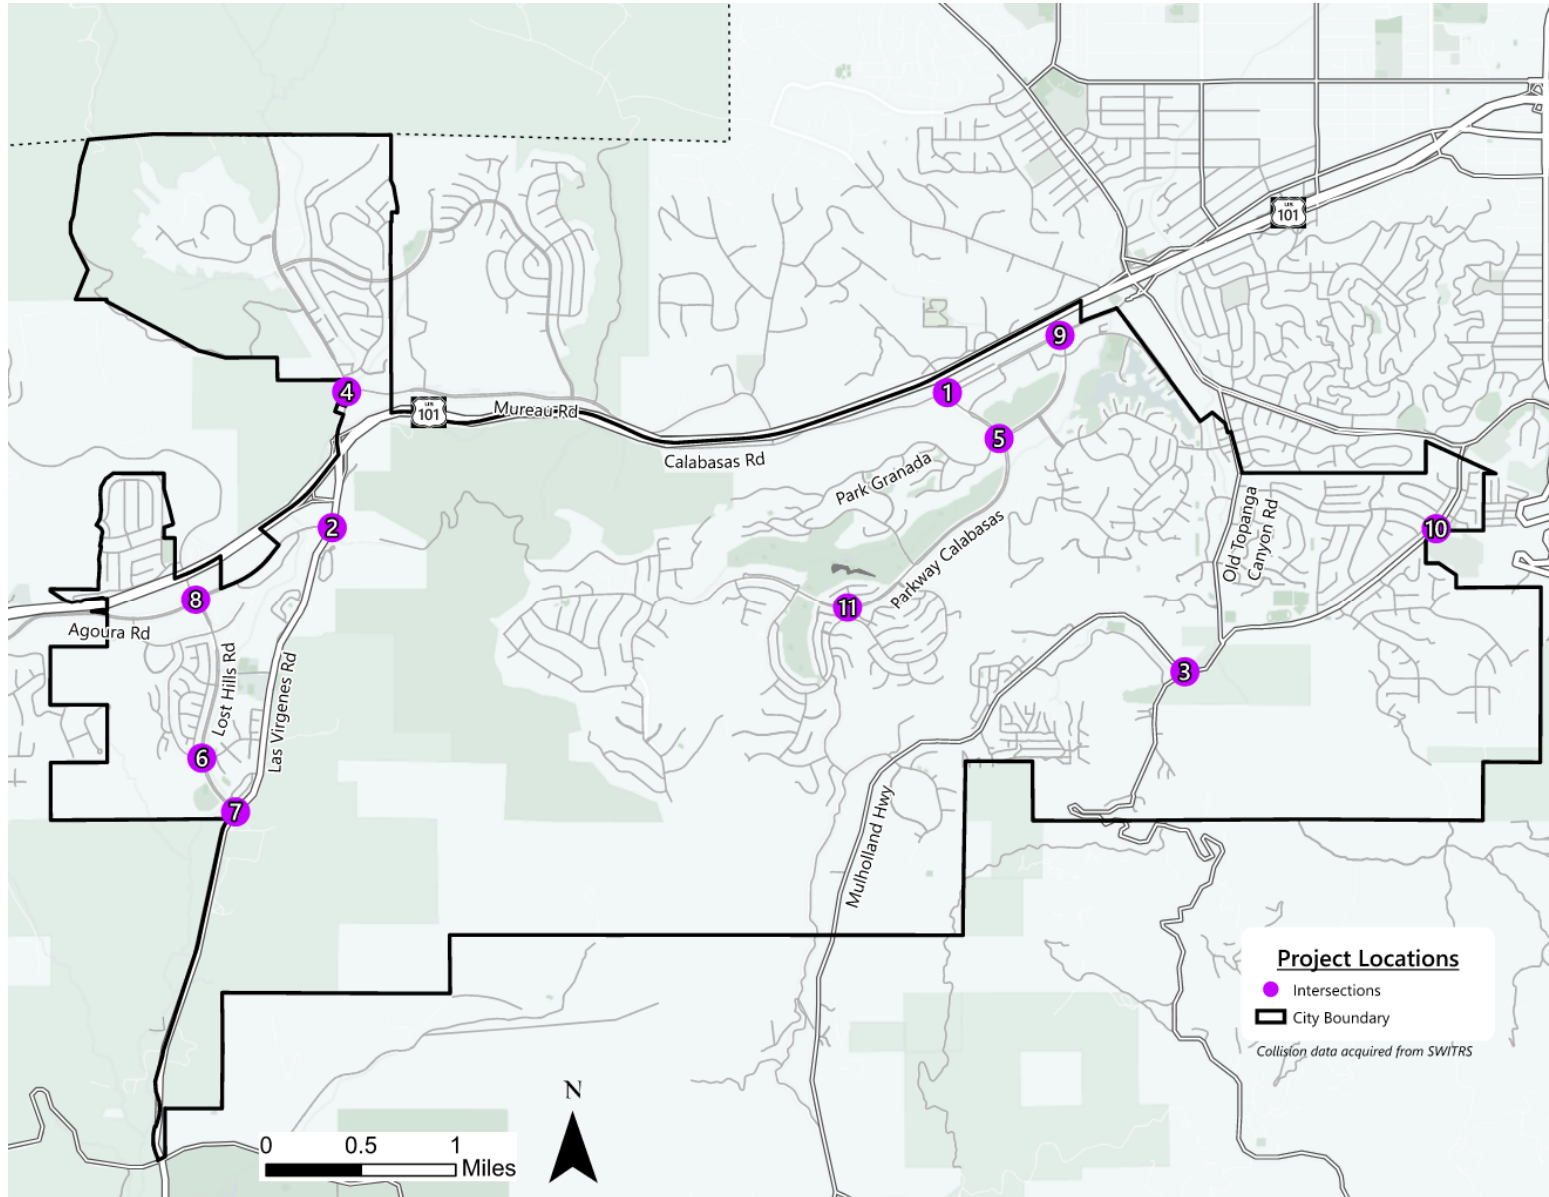 101
9
4
1
101
Mureau Rd
5
Calabasas Rd
Park Granada
Old Topanga
Canyon Rd
2
10
Parkway Calabasas
8
11
Agoura Rd
Lost Hills Rd
Las Virgenes Rd
3
6
7
Mulholland Hwy
Project Locations
Intersections
City Boundary
Collision data acquired from SWITRS
N
0 0.5 1
Miles